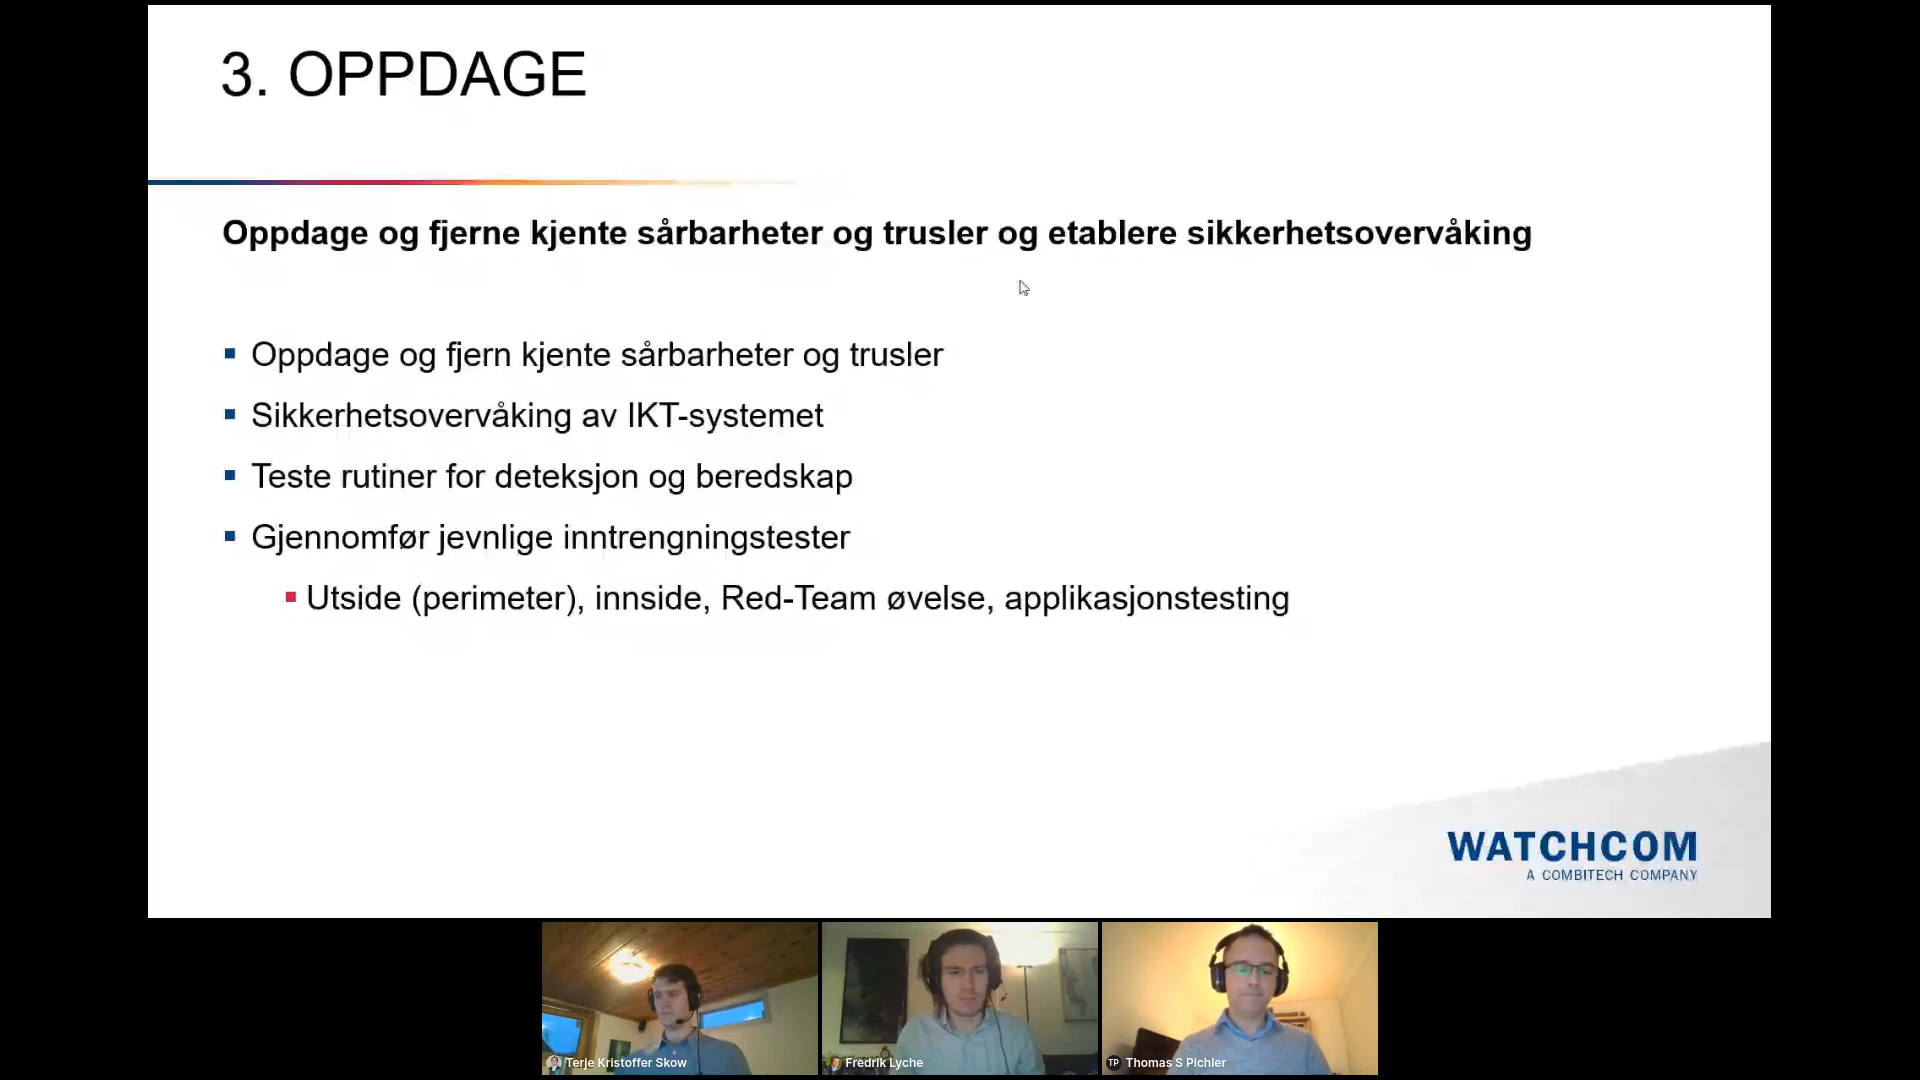 3. OPPDAGE
Oppdage og fjerne kjente sårbarheter og trusler og etablere sikkerhetsovervåking
Oppdage og fjern kjente sårbarheter og trusler
Sikkerhetsovervåking av IKT-systemet
Teste rutiner for deteksjon og beredskap
Gjennomfør jevnlige inntrengningstester
Utside (perimeter), innside, Red-Team øvelse, applikasjonstesting
WATCHCOM
A COMBITECH COMPANY
Terje Kristoffer Skow
Fredrik Lyche
TP Thomas S Pichler